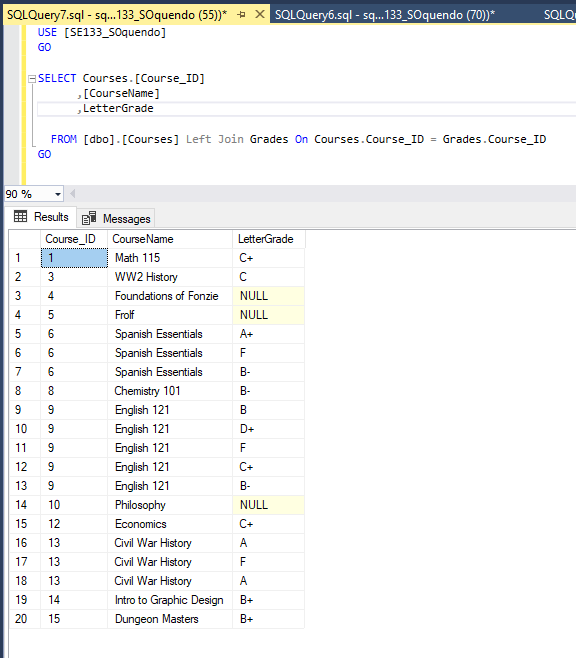 SQLQuery7.sql - sq...133_SOquendo (55))* SQLQuery6.sql - sq...133_SOquendo (70))* SQLQu
USE [SE133_SOquendo]
GO
SELECT Courses.[Course_ID]
,[CourseName]
,LetterGrade
FROM [dbo].[Courses] Left Join Grades On Courses.Course_ID = Grades.Course_ID
GO
90 %
Results Messages
Course_ID CourseName LetterGrade
1 1 Math 115 C+
2 3 WW2 History C
3 4 Foundations of Fonzie NULL
4 5 Frolf NULL
5 6 Spanish Essentials A+
6 6 Spanish Essentials F
7 6 Spanish Essentials B-
8 8 Chemistry 101 B-
9 9 English 121 B
10 9 English 121 D+
11 9 English 121 F
12 9 English 121 C+
13 9 English 121 B-
14 10 Philosophy NULL
15 12 Economics C+
16 13 Civil War History A
17 13 Civil War History F
18 13 Civil War History A
19 14 Intro to Graphic Design B+
20 15 Dungeon Masters B+